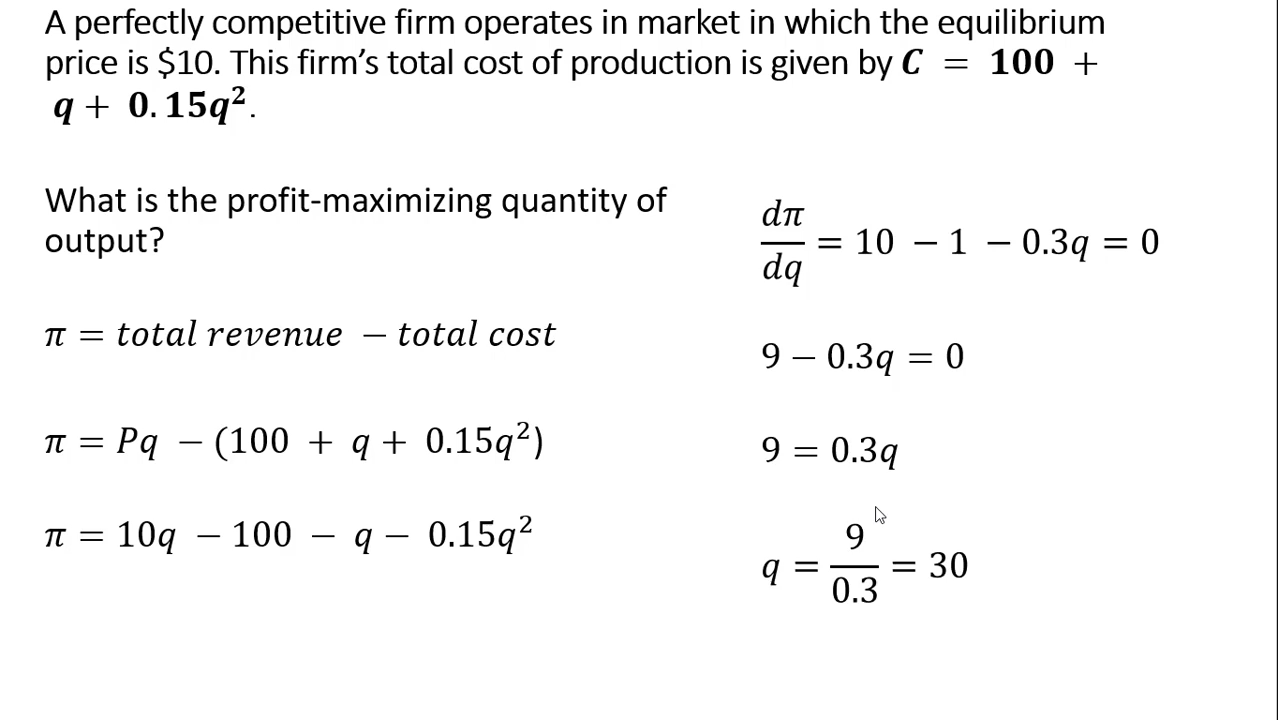 A perfectly competitive firm operates in market in which the equilibrium
price is $10. This firm’s total cost of production is given by C = 100 +
q + 0.15q².
What is the profit-maximizing quantity of
output?
π = total revenue − total cost
π = Pq − (100 + q + 0.15q²)
π = 10q − 100 − q − 0.15q²
dπ/dq = 10 − 1 − 0.3q = 0
9 − 0.3q = 0
9 = 0.3q
q = 9/0.3 = 30